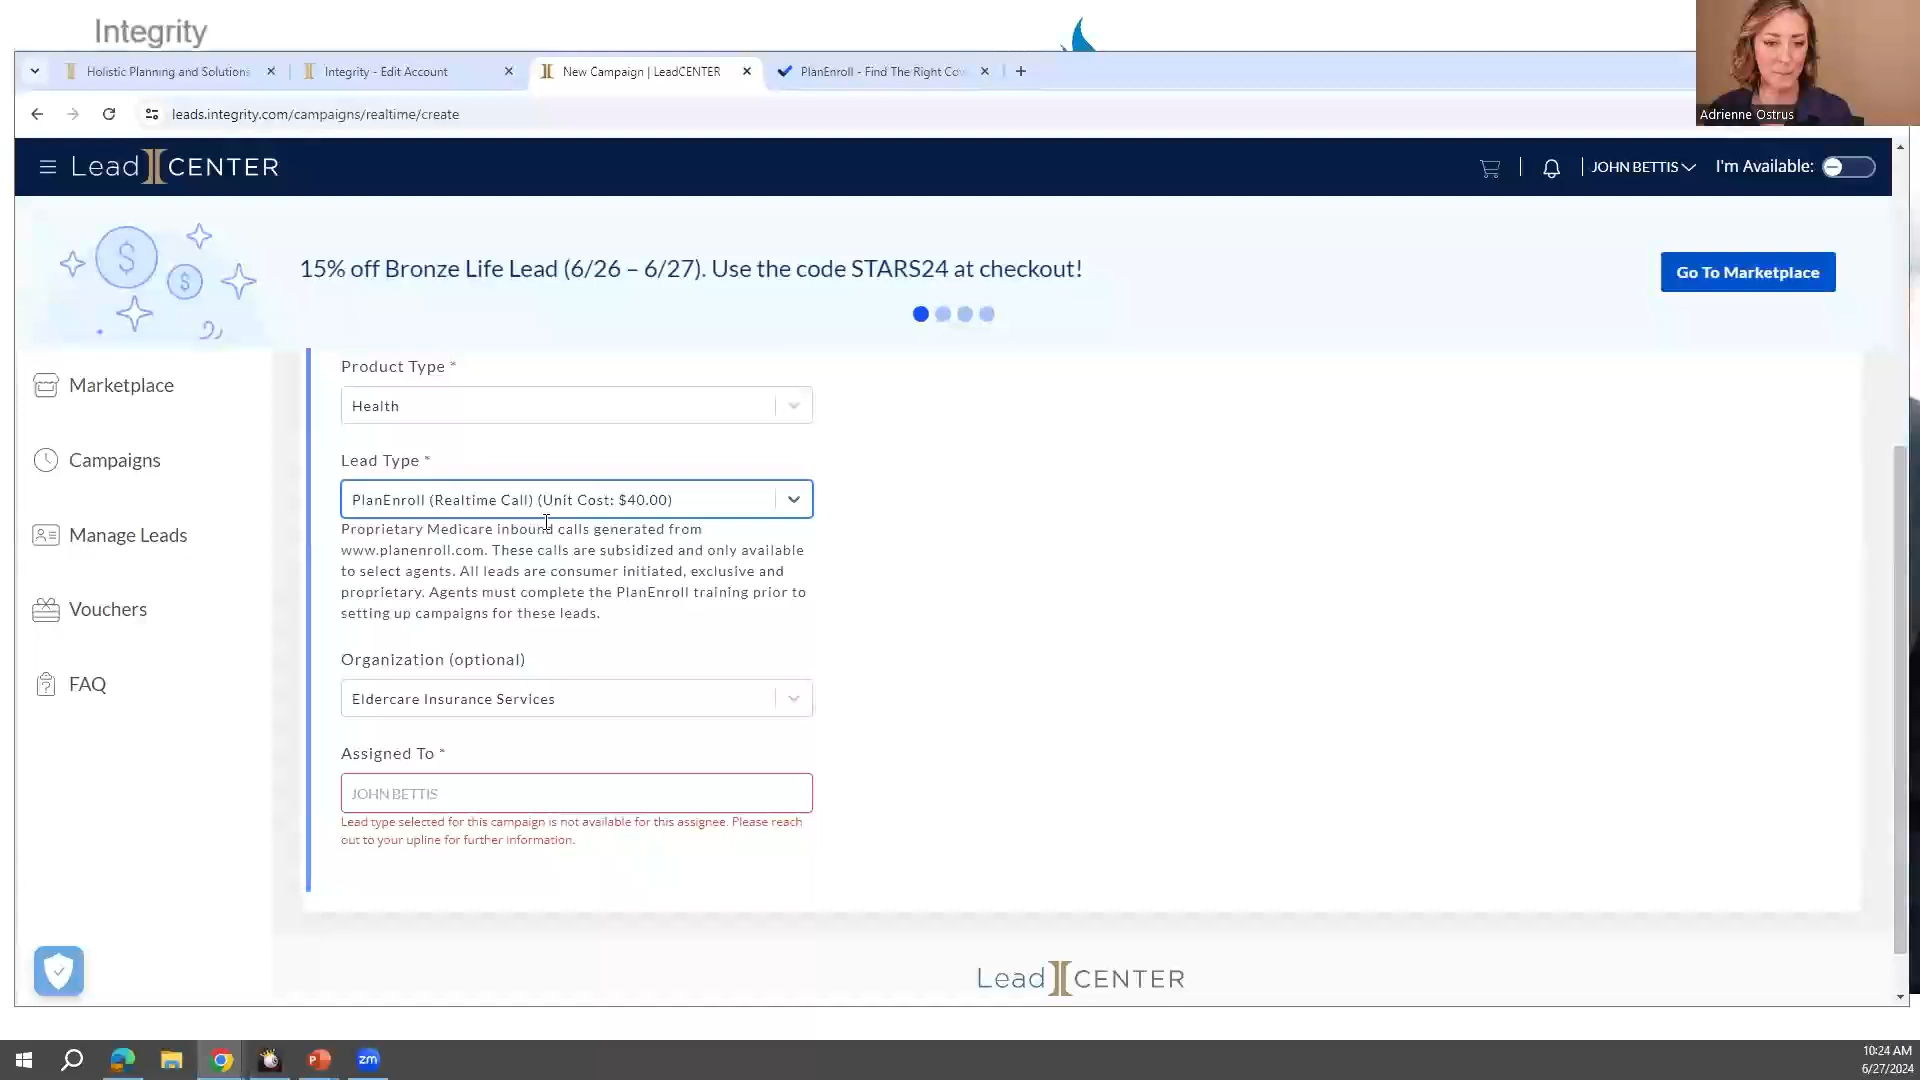 Integrity
Holistic Planning and Solutions
Integrity - Edit Account
New Campaign | LeadCENTER
PlanEnroll - Find The Right Cov
leads.integrity.com/campaigns/realtime/create
Adrienne Ostrus
Lead CENTER
JOHN BETTIS
I'm Available:
15% off Bronze Life Lead (6/26 – 6/27). Use the code STARS24 at checkout!
Go To Marketplace
Marketplace
Campaigns
Manage Leads
Vouchers
FAQ
Product Type *
Health
Lead Type *
PlanEnroll (Realtime Call) (Unit Cost: $40.00)
Proprietary Medicare inbound calls generated from
www.planenroll.com. These calls are subsidized and only available
to select agents. All leads are consumer initiated, exclusive and
proprietary. Agents must complete the PlanEnroll training prior to
setting up campaigns for these leads.
Organization (optional)
Eldercare Insurance Services
Assigned To *
JOHN BETTIS
Lead type selected for this campaign is not available for this assignee. Please reach
out to your upline for further information.
Lead CENTER
zm
10:24 AM
6/27/2024